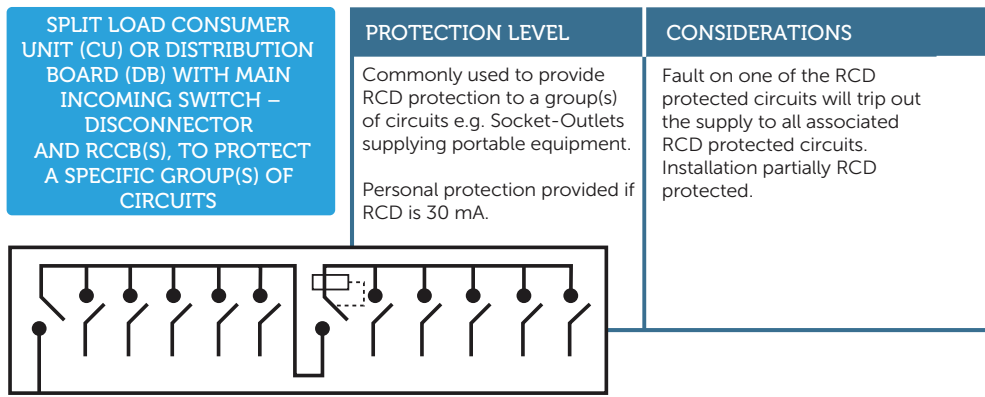 SPLIT LOAD CONSUMER
UNIT (CU) OR DISTRIBUTION
BOARD (DB) WITH MAIN
INCOMING SWITCH –
DISCONNECTOR
AND RCCB(S), TO PROTECT
A SPECIFIC GROUP(S) OF
CIRCUITS
PROTECTION LEVEL
Commonly used to provide
RCD protection to a group(s)
of circuits e.g. Socket-Outlets
supplying portable equipment.
Personal protection provided if
RCD is 30 mA.
CONSIDERATIONS
Fault on one of the RCD
protected circuits will trip out
the supply to all associated
RCD protected circuits.
Installation partially RCD
protected.